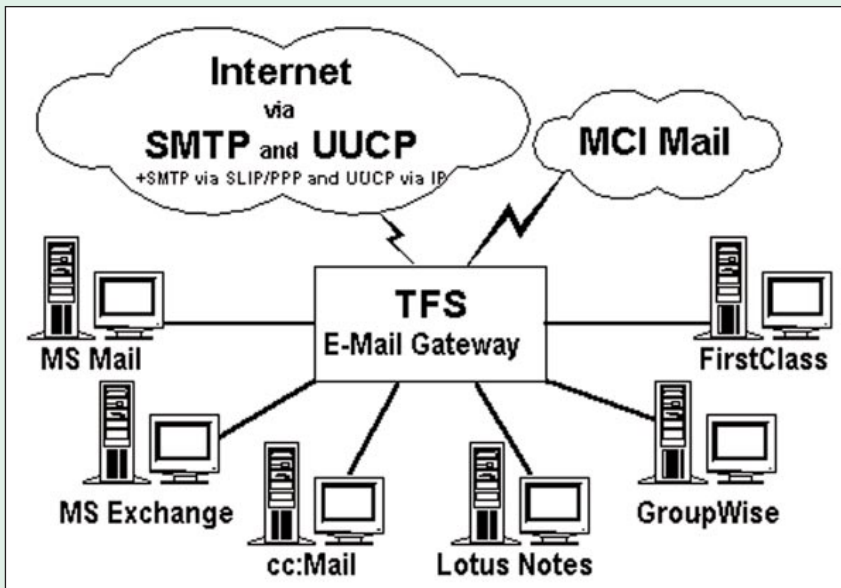 Internet
via
SMTP and UUCP
+SMTP via SLIP/PPP and UUCP via IP
MCI Mail
TFS
E-Mail Gateway
MS Mail
FirstClass
MS Exchange
GroupWise
cc:Mail
Lotus Notes